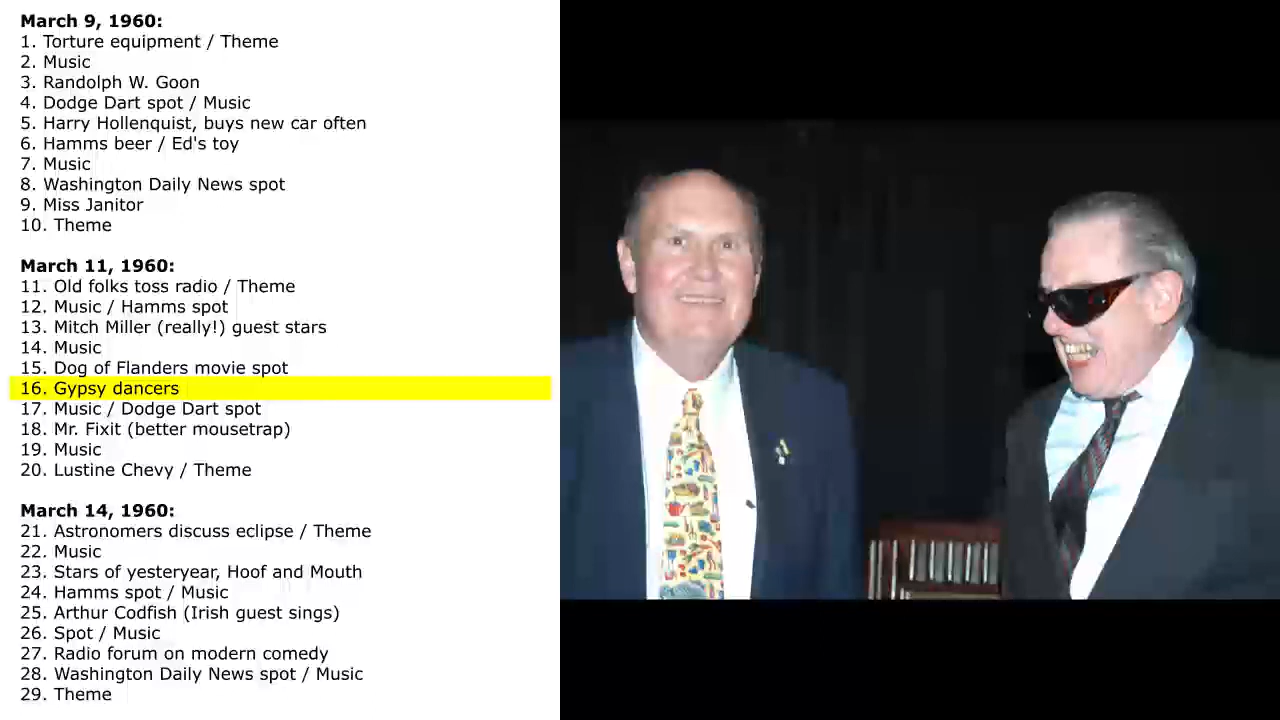 March 9, 1960:
1. Torture equipment / Theme
2. Music
3. Randolph W. Goon
4. Dodge Dart spot / Music
5. Harry Hollenquist, buys new car often
6. Hamms beer / Ed's toy
7. Music
8. Washington Daily News spot
9. Miss Janitor
10. Theme
March 11, 1960:
11. Old folks toss radio / Theme
12. Music / Hamms spot
13. Mitch Miller (really!) guest stars
14. Music
15. Dog of Flanders movie spot
16. Gypsy dancers
17. Music / Dodge Dart spot
18. Mr. Fixit (better mousetrap)
19. Music
20. Lustine Chevy / Theme
March 14, 1960:
21. Astronomers discuss eclipse / Theme
22. Music
23. Stars of yesteryear, Hoof and Mouth
24. Hamms spot / Music
25. Arthur Codfish (Irish guest sings)
26. Spot / Music
27. Radio forum on modern comedy
28. Washington Daily News spot / Music
29. Theme